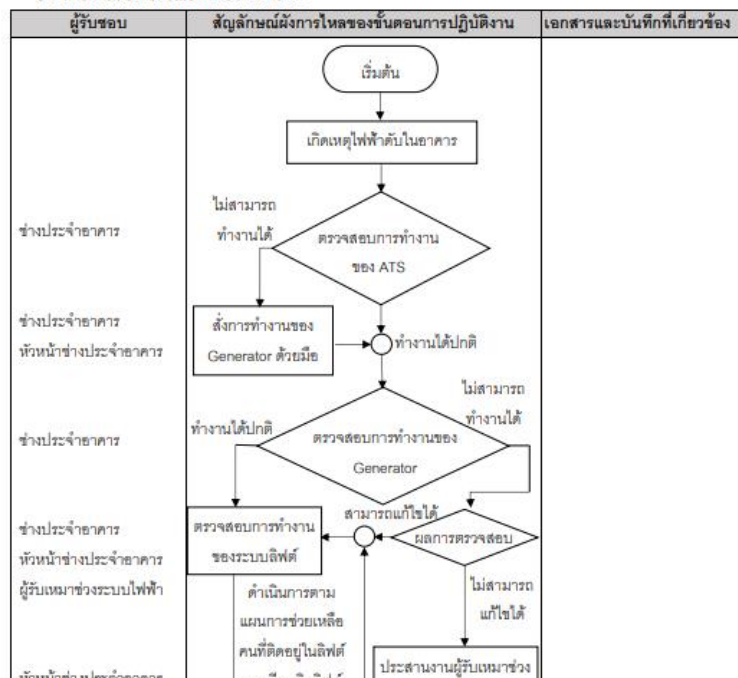 ผู้รับชอบ
สัญลักษณ์ผังการไหลของขั้นตอนการปฏิบัติงาน
เอกสารและบันทึกที่เกี่ยวข้อง
เริ่มต้น
เกิดเหตุไฟฟ้าดับในอาคาร
ไม่สามารถ
ทำงานได้
ช่างประจำอาคาร
ตรวจสอบการทำงาน
ของ ATS
ช่างประจำอาคาร
หัวหน้าช่างประจำอาคาร
สั่งการทำงานของ
Generator ด้วยมือ
ทำงานได้ปกติ
ไม่สามารถ
ทำงานได้
ทำงานได้ปกติ
ช่างประจำอาคาร
ตรวจสอบการทำงานของ
Generator
สามารถแก้ไขได้
ช่างประจำอาคาร
หัวหน้าช่างประจำอาคาร
ผู้รับเหมาช่วงระบบไฟฟ้า
ตรวจสอบการทำงาน
ของระบบลิฟต์
ผลการตรวจสอบ
ไม่สามารถ
แก้ไขได้
ดำเนินการตาม
แผนการช่วยเหลือ
คนที่ติดอยู่ในลิฟต์
ประสานงานผู้รับเหมาช่วง
หัวหน้าช่างประจำอาคาร